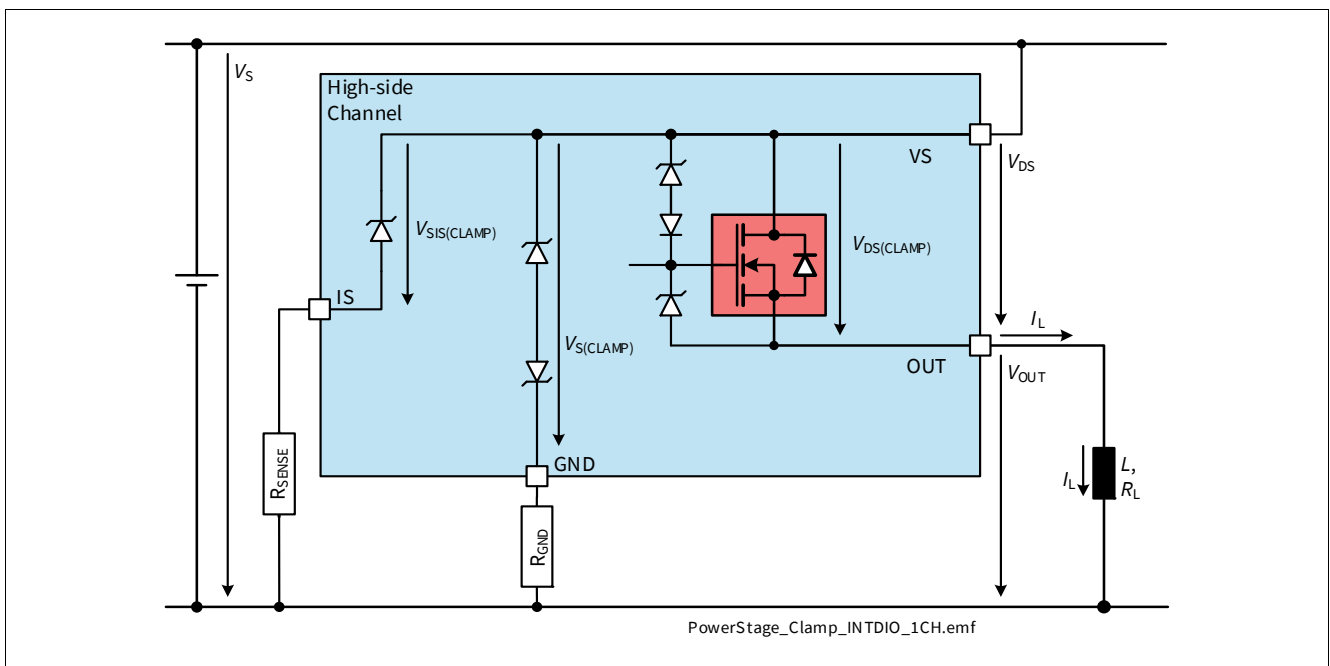 VS
High-side
Channel
VS
VDS
VSIS(CLAMP)
VDS(CLAMP)
IS
VS(CLAMP)
IL
OUT
VOUT
GND
RSENSE
RGND
IL
L,
RL
PowerStage_Clamp_INTDIO_1CH.emf